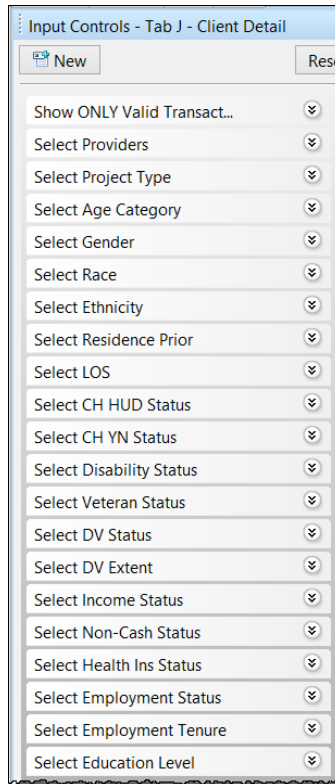 Input Controls - Tab J - Client Detail
New
Rese
Show ONLY Valid Transact...
Select Providers
Select Project Type
Select Age Category
Select Gender
Select Race
Select Ethnicity
Select Residence Prior
Select LOS
Select CH HUD Status
Select CH YN Status
Select Disability Status
Select Veteran Status
Select DV Status
Select DV Extent
Select Income Status
Select Non-Cash Status
Select Health Ins Status
Select Employment Status
Select Employment Tenure
Select Education Level